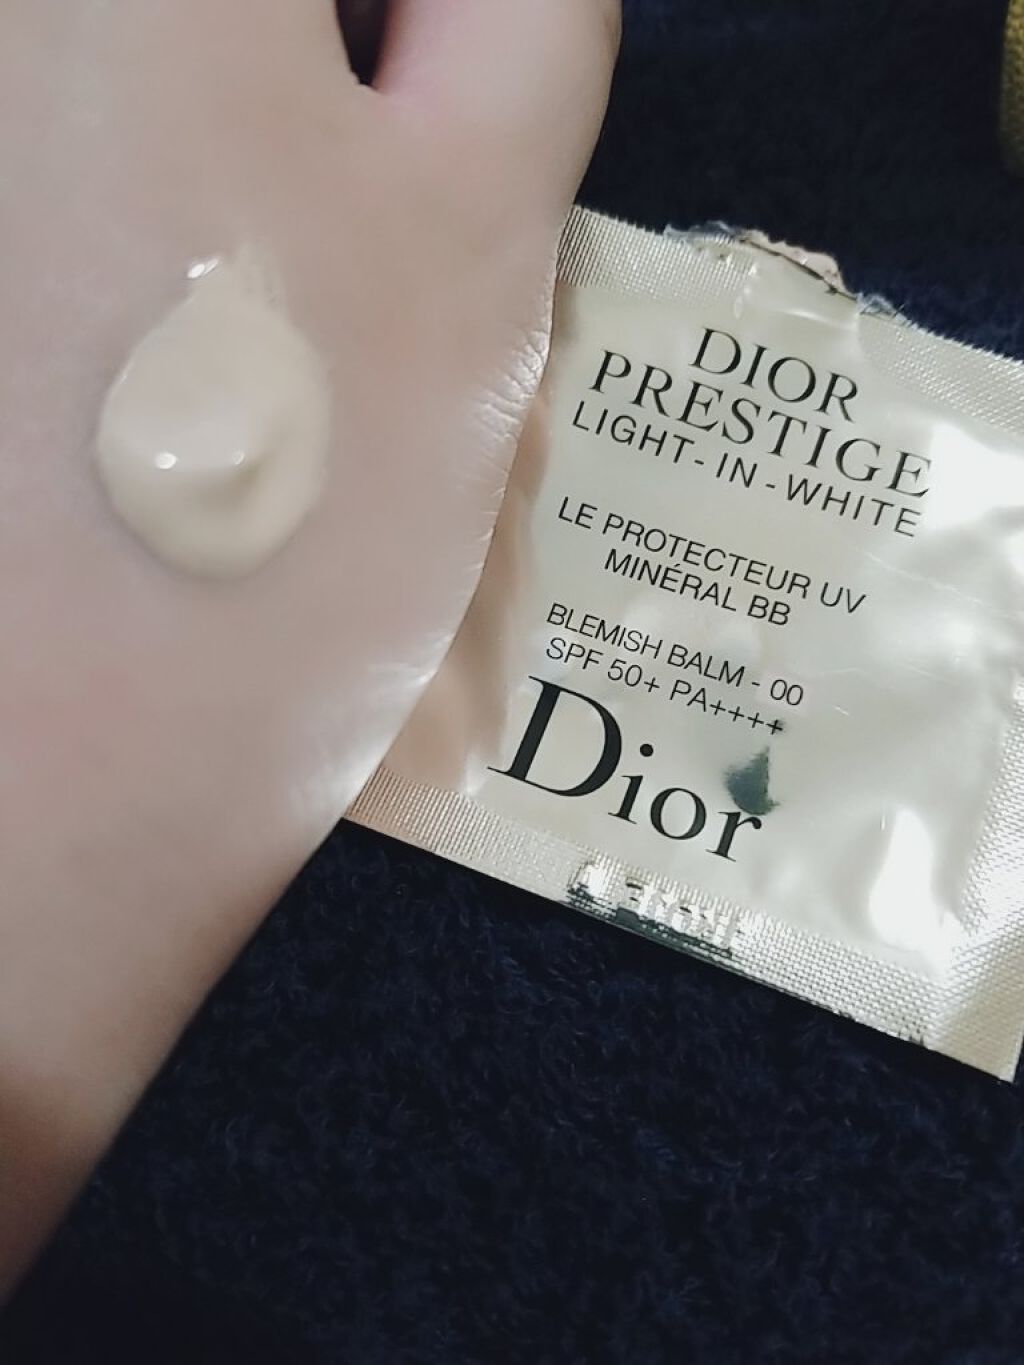 DIOR
PRESTIGE
LIGHT-IN-WHITE
LE PROTECTEUR UV
MINÉRAL BB
BLEMISH BALM - 00
SPF 50+ PA++++
Dior